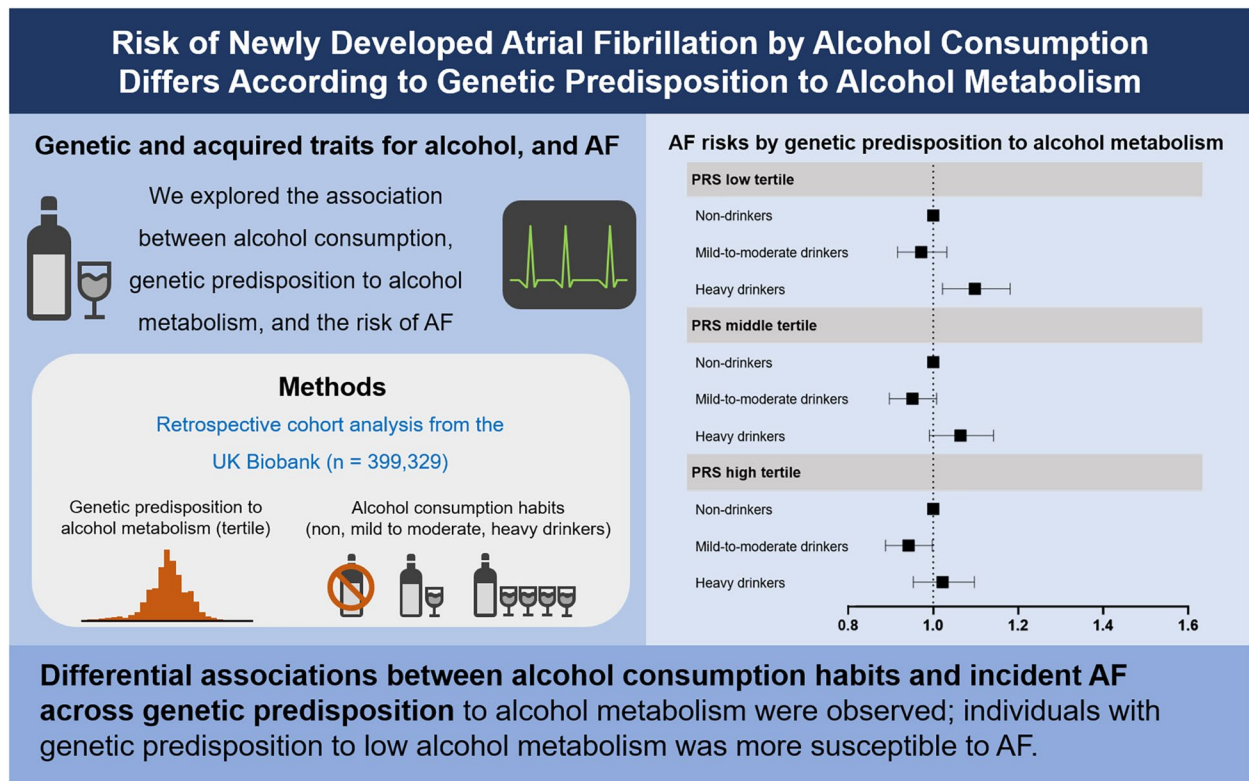 Risk of Newly Developed Atrial Fibrillation by Alcohol Consumption
Differs According to Genetic Predisposition to Alcohol Metabolism
Genetic and acquired traits for alcohol, and AF
We explored the association
between alcohol consumption,
genetic predisposition to alcohol
metabolism, and the risk of AF
Methods
Retrospective cohort analysis from the
UK Biobank (n = 399,329)
Genetic predisposition to
alcohol metabolism (tertile)
Alcohol consumption habits
(non, mild to moderate, heavy drinkers)
AF risks by genetic predisposition to alcohol metabolism
PRS low tertile
Non-drinkers
Mild-to-moderate drinkers
Heavy drinkers
PRS middle tertile
Non-drinkers
Mild-to-moderate drinkers
Heavy drinkers
PRS high tertile
Non-drinkers
Mild-to-moderate drinkers
Heavy drinkers
0.8 1.0 1.2 1.4 1.6
Differential associations between alcohol consumption habits and incident AF
across genetic predisposition to alcohol metabolism were observed; individuals with
genetic predisposition to low alcohol metabolism was more susceptible to AF.